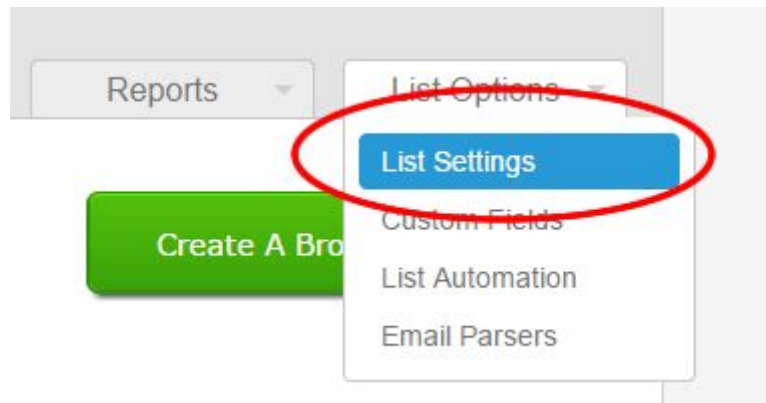 Reports
List Options
List Settings
Create A Bro
Custom Fields
List Automation
Email Parsers